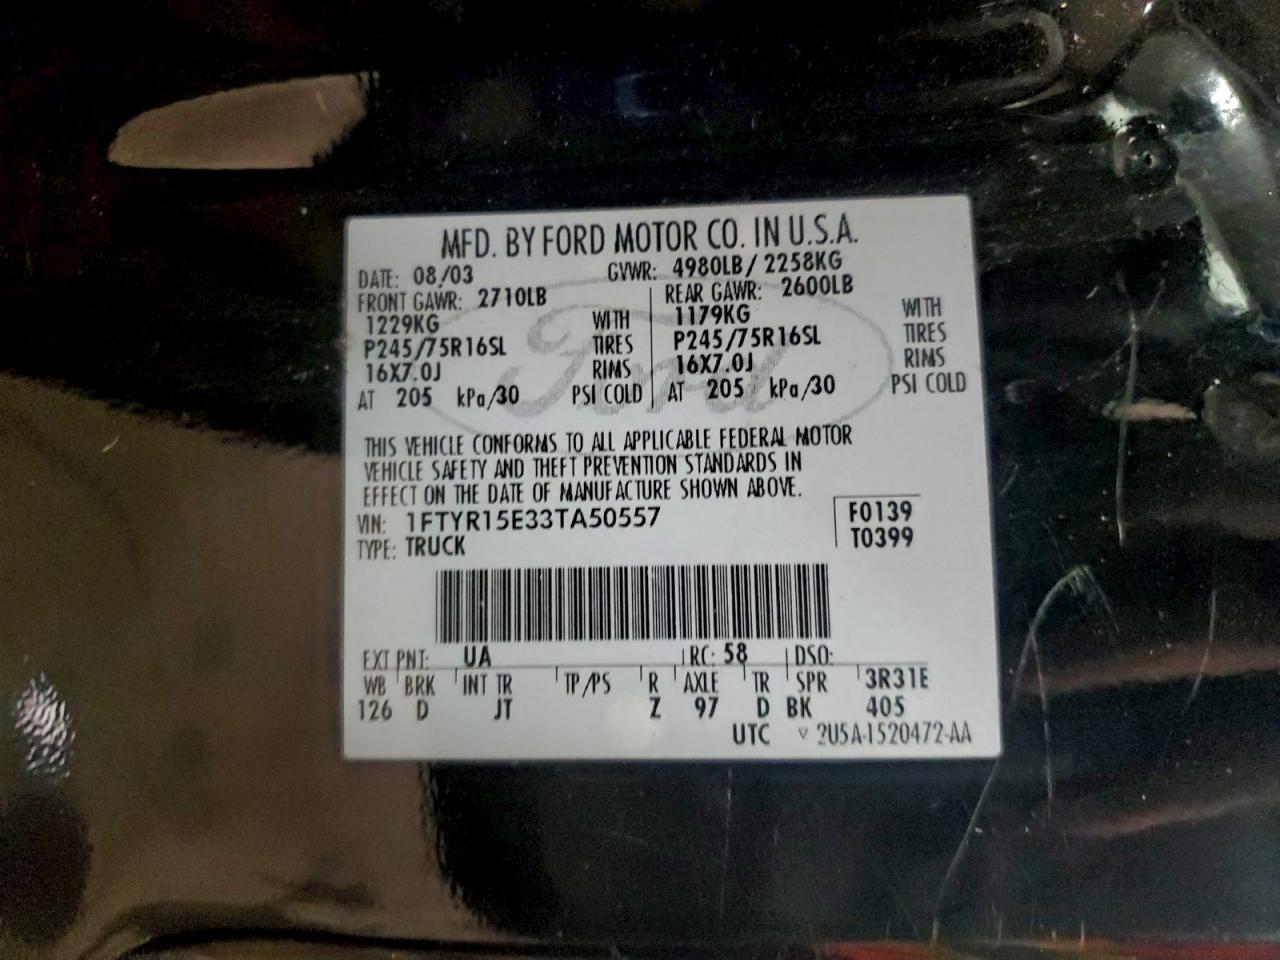 MFD. BY FORD MOTOR CO. IN U.S.A.
DATE: 08/03 GVWR: 4980LB/2258KG
FRONT GAWR: 2710LB REAR GAWR: 2600LB
1229KG WITH 1179KG WITH
P245/75R16SL TIRES P245/75R16SL TIRES
16X7.0J RIMS 16X7.0J RIMS
AT 205 kPa/30 PSI COLD AT 205 kPa/30 PSI COLD
Ford
THIS VEHICLE CONFORMS TO ALL APPLICABLE FEDERAL MOTOR
VEHICLE SAFETY AND THEFT PREVENTION STANDARDS IN
EFFECT ON THE DATE OF MANUFACTURE SHOWN ABOVE.
VIN: 1FTYR15E33TA50557 F0139
TYPE: TRUCK T0399
EXT PNT: UA RC: 58 DSO:
WB BRK INT TR TP/PS R AXLE TR SPR 3R31E
126 D JT Z 97 D BK 405
UTC ▽ 2U5A-1520472-AA